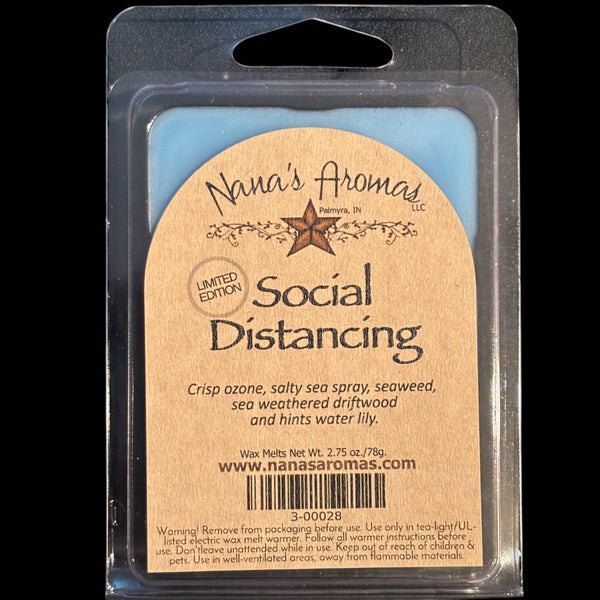 Nana's Aromas
LLC
Palmyra, IN
LIMITED
EDITION
Social
Distancing
Crisp ozone, salty sea spray, seaweed,
sea weathered driftwood
and hints water lily.
Wax Melts Net Wt. 2.75 oz./78g.
www.nanasaromas.com
3-00028
Warning! Remove from packaging before use. Use only in tea-light/UL-
listed electric wax melt warmer. Follow all warmer instructions before
use. Don'tleave unattended while in use. Keep out of reach of children &
pets. Use in well-ventilated areas, away from flammable materials.